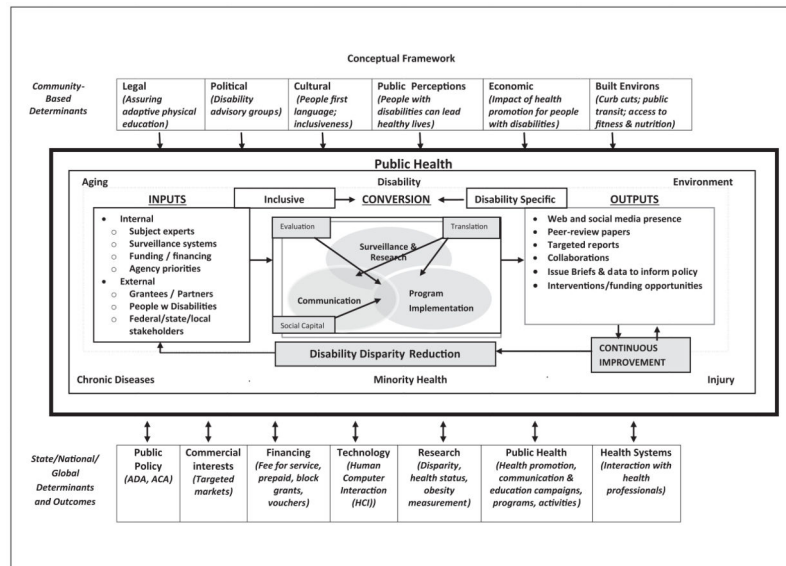 Conceptual Framework
Community-
Based
Determinants
Legal
(Assuring
adaptive physical
education)
Political
(Disability
advisory groups)
Cultural
(People first
language;
inclusiveness)
Public Perceptions
(People with
disabilities can lead
healthy lives)
Economic
(Impact of health
promotion for people
with disabilities)
Built Environs
(Curb cuts; public
transit; access to
fitness & nutrition)
Public Health
Aging
Disability
Environment
INPUTS
• Internal
o Subject experts
o Surveillance systems
o Funding / financing
o Agency priorities
• External
o Grantees / Partners
o People w Disabilities
o Federal/state/local
stakeholders
Inclusive
CONVERSION
Disability Specific
Evaluation
Translation
Surveillance &
Research
Communication
Program
Implementation
Social Capital
OUTPUTS
• Web and social media presence
• Peer-review papers
• Targeted reports
• Collaborations
• Issue Briefs & data to inform policy
• Interventions/funding opportunities
Disability Disparity Reduction
CONTINUOUS
IMPROVEMENT
Chronic Diseases
Minority Health
Injury
State/National/
Global
Determinants
and Outcomes
Public
Policy
(ADA, ACA)
Commercial
interests
(Targeted
markets)
Financing
(Fee for service,
prepaid, block
grants,
vouchers)
Technology
(Human
Computer
Interaction
(HCI))
Research
(Disparity,
health status,
obesity
measurement)
Public Health
(Health promotion,
communication &
education campaigns,
programs, activities)
Health Systems
(Interaction with
health
professionals)